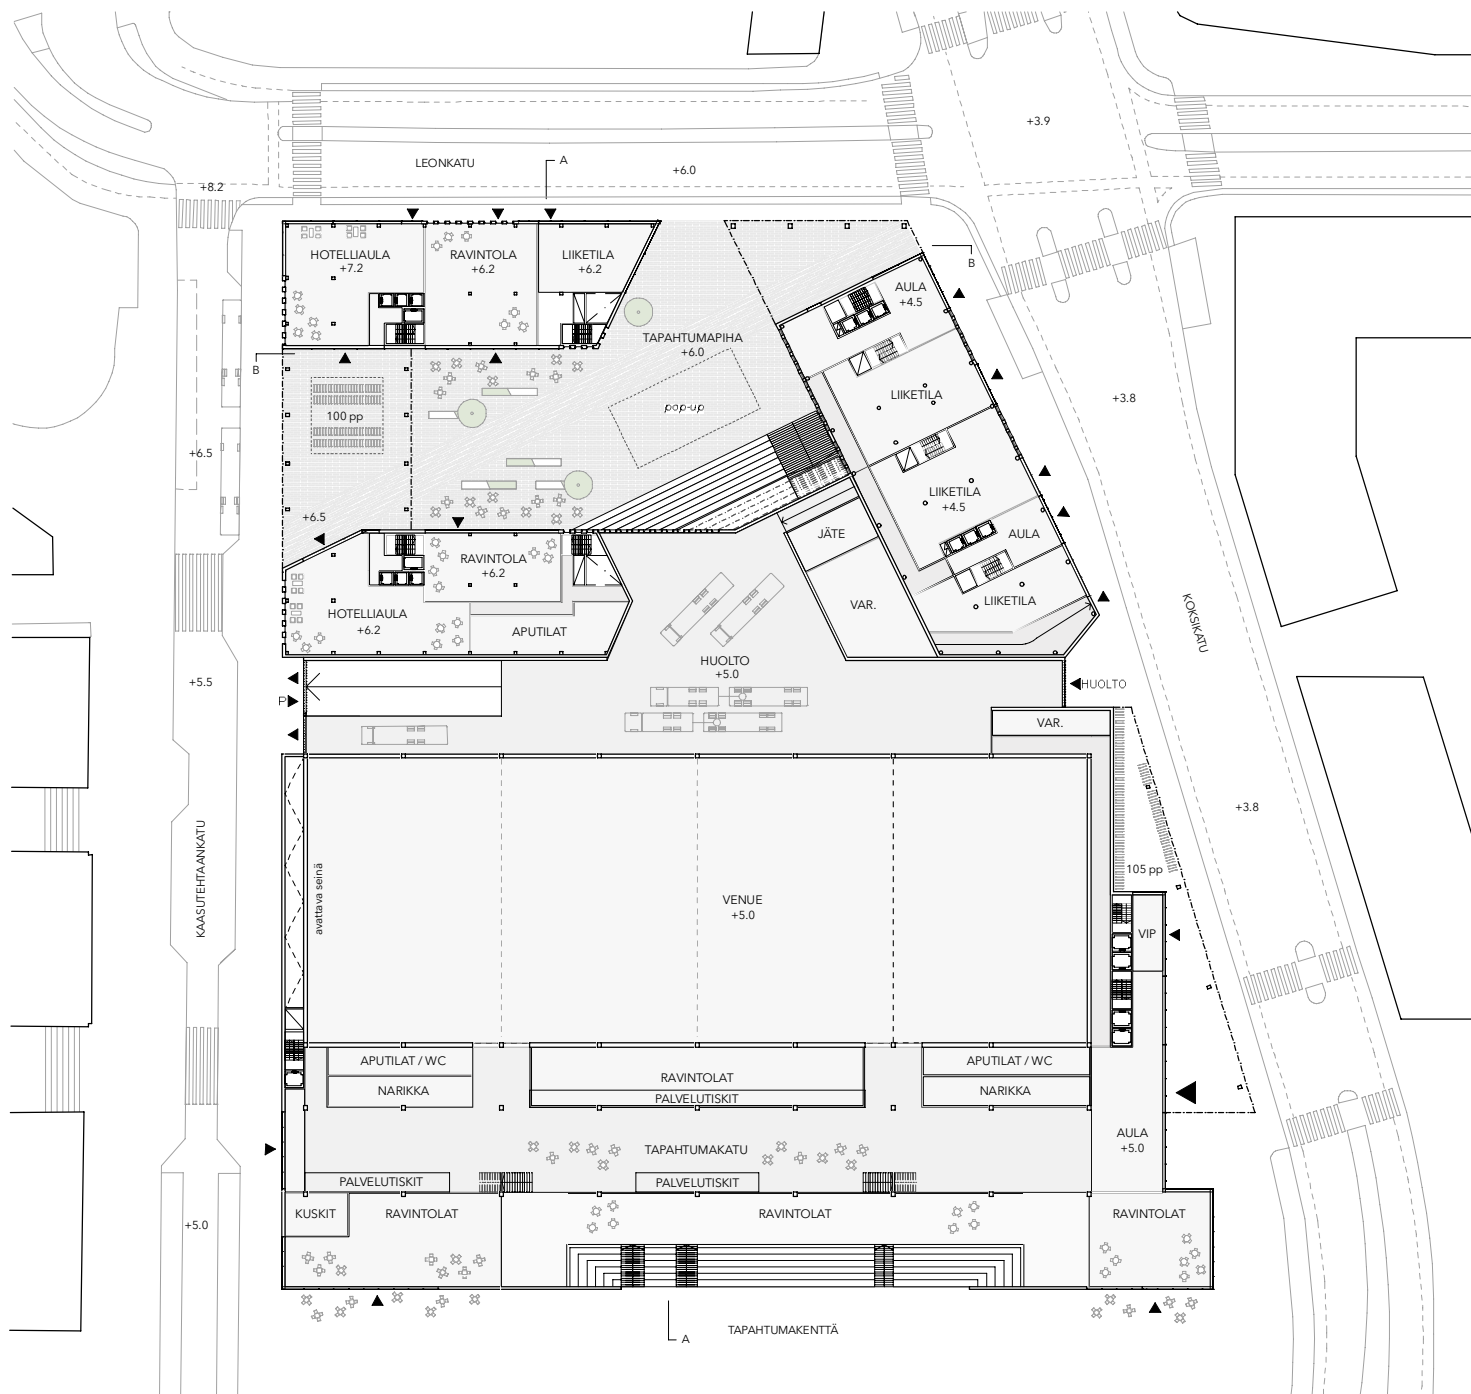 +3.9
LEONKATU
A
+6.0
+8.2
HOTELLIAULA
+7.2
RAVINTOLA
+6.2
LIIKETILA
+6.2
B
AULA
+4.5
TAPAHTUMAPIHA
+6.0
B
100 pp
pop-up
LIIKETILA
+3.8
+6.5
LIIKETILA
+4.5
+6.5
JÄTE
AULA
RAVINTOLA
+6.2
HOTELLIAULA
+6.2
APUTILAT
VAR.
LIIKETILA
KOKSIKATU
HUOLTO
+5.0
+5.5
P
HUOLTO
VAR.
+3.8
KAASUTEHTAANKATU
avattava seinä
105 pp
VENUE
+5.0
VIP
APUTILAT / WC
NARIKKA
RAVINTOLAT
PALVELUTISKIT
APUTILAT / WC
NARIKKA
TAPAHTUMAKATU
AULA
+5.0
PALVELUTISKIT
PALVELUTISKIT
KUSKIT
RAVINTOLAT
RAVINTOLAT
RAVINTOLAT
+5.0
A
TAPAHTUMAKENTTÄ